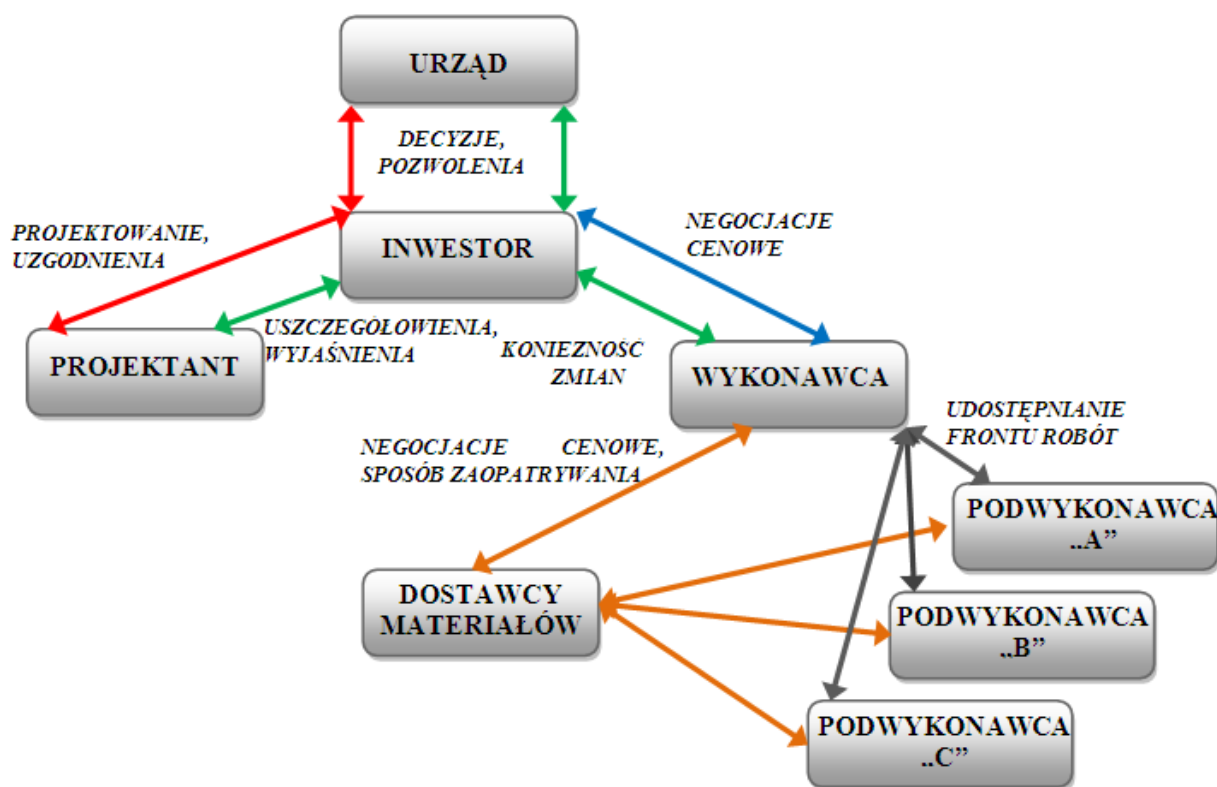 URZĄD
DECYZJE,
POZWOLENIA
PROJEKTOWANIE,
UZGODNIENIA
INWESTOR
NEGOCJACJE
CENOWE
USZCZEGÓŁOWIENIA,
WYJAŚNIENIA
KONIEZNOŚĆ
ZMIAN
PROJEKTANT
WYKONAWCA
UDOSTĘPNIANIE
FRONTU ROBÓT
NEGOCJACJE CENOWE,
SPOSÓB ZAOPATRYWANIA
PODWYKONAWCA
„A”
DOSTAWCY
MATERIAŁÓW
PODWYKONAWCA
„B”
PODWYKONAWCA
„C”